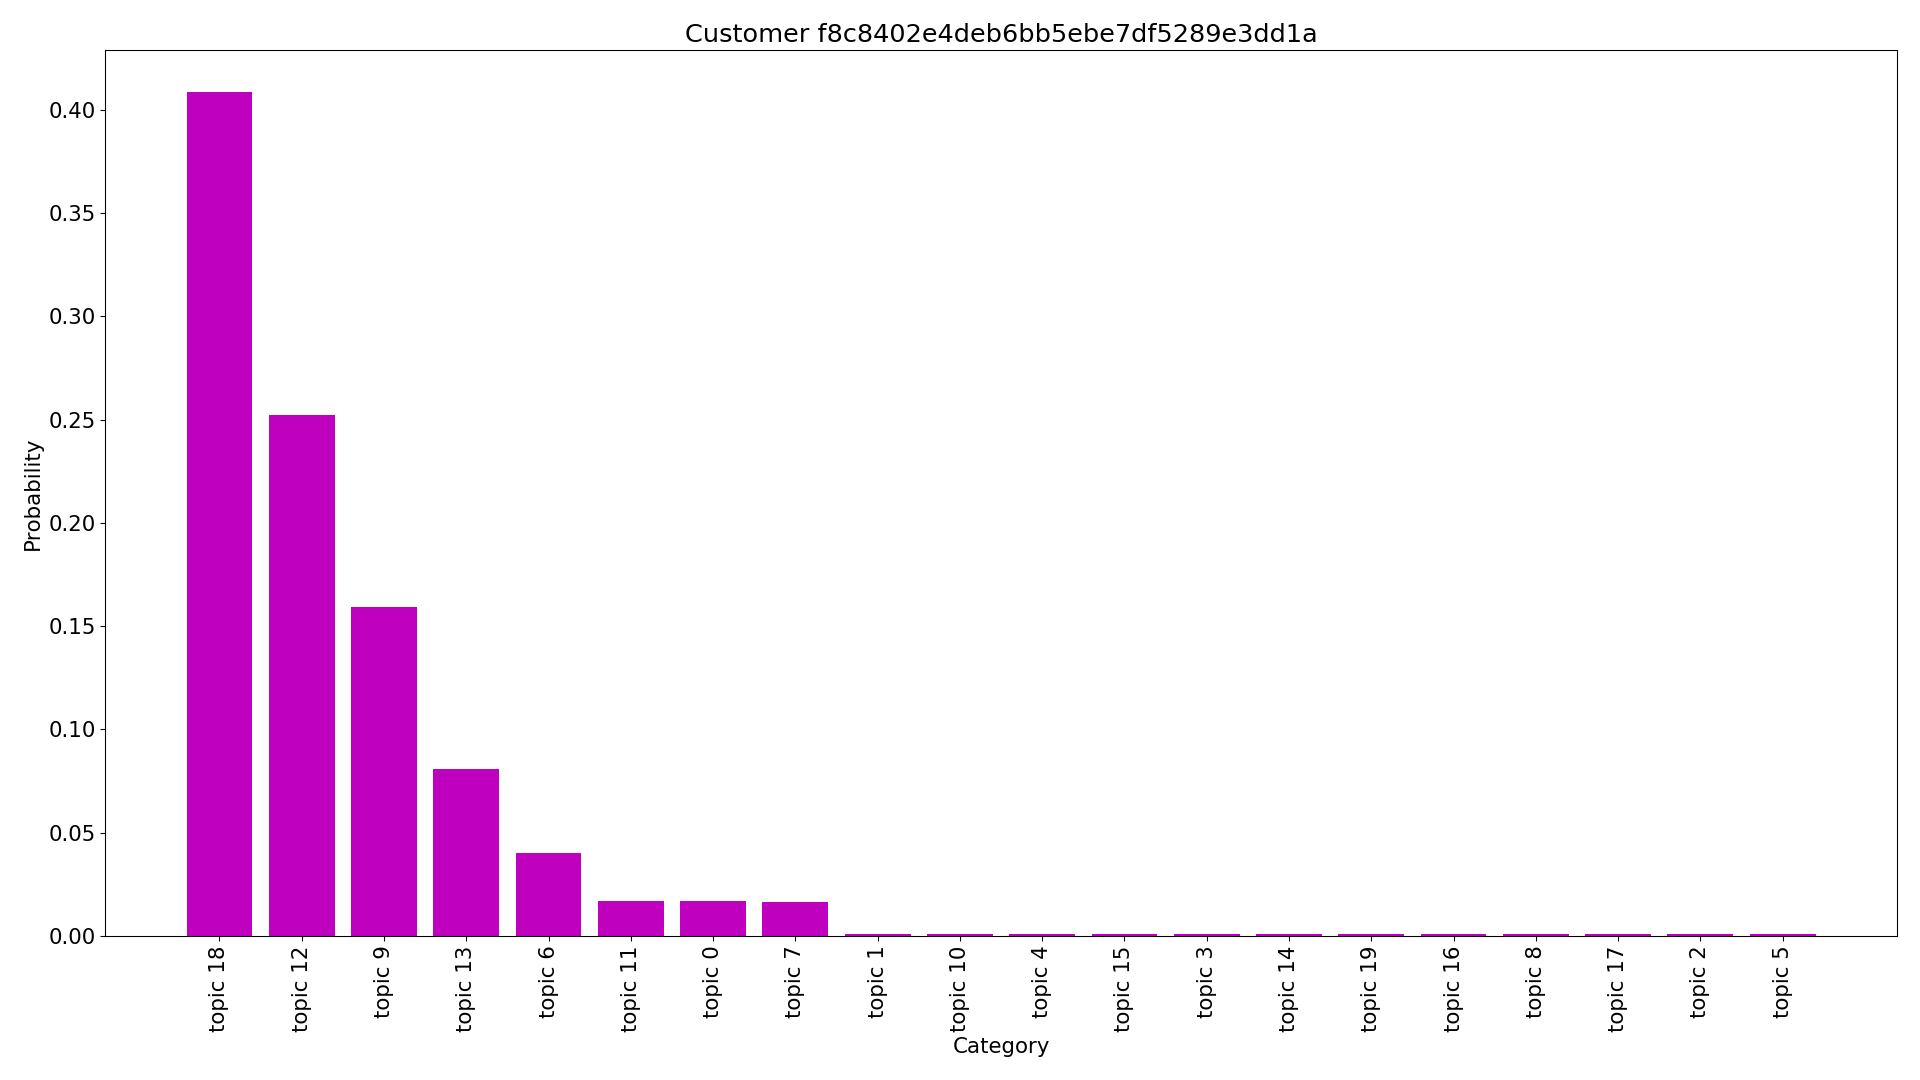 Customer f8c8402e4deb6bb5ebe7df5289e3dd1a
Probability
0.40
0.35
0.30
0.25
0.20
0.15
0.10
0.05
0.00
topic 18
topic 12
topic 9
topic 13
topic 6
topic 11
topic 0
topic 7
topic 1
topic 10
topic 4
topic 15
topic 3
topic 14
topic 19
topic 16
topic 8
topic 17
topic 2
topic 5
Category